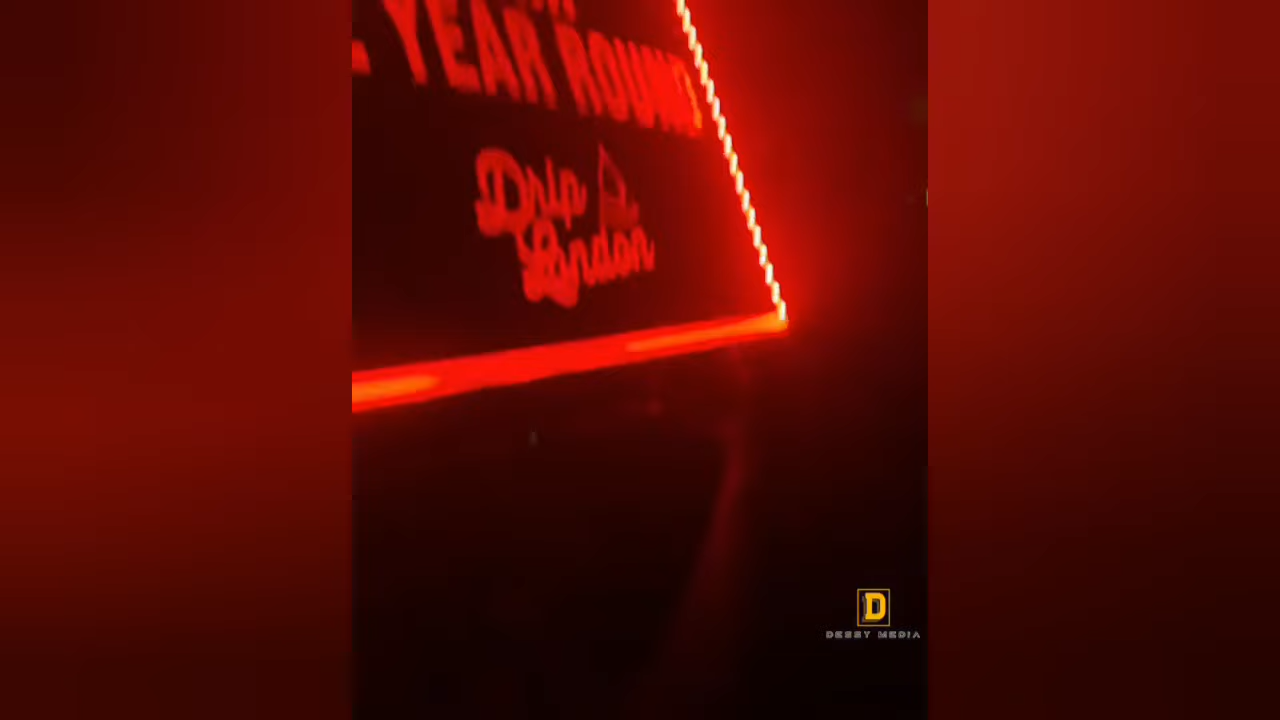 YEAR ROUND
Drip
London
D
DESSY MEDIA